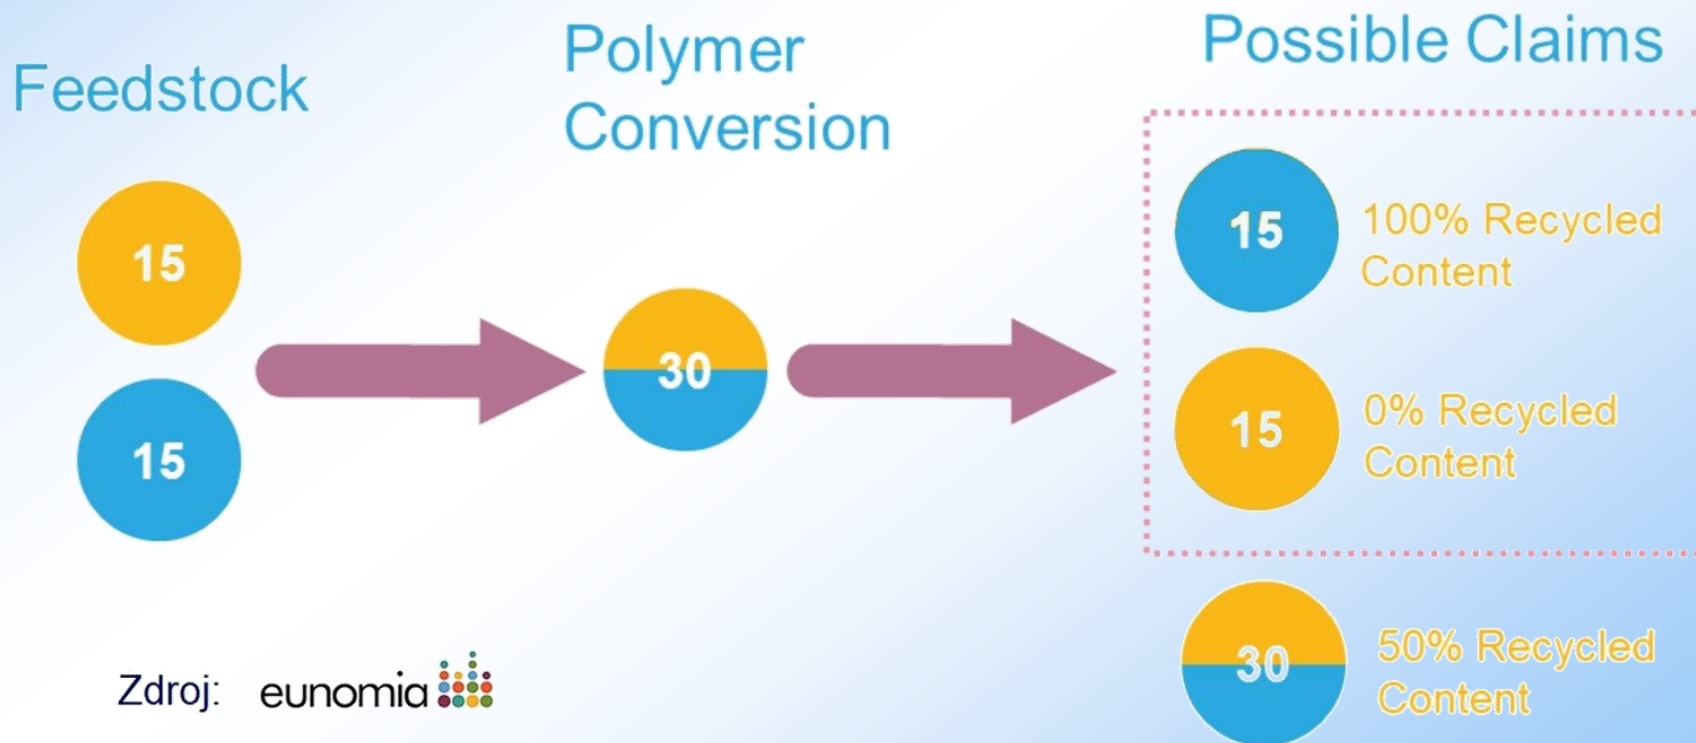 Feedstock
Polymer
Conversion
Possible Claims
15
15
30
15
100% Recycled
Content
15
0% Recycled
Content
30
50% Recycled
Content
Zdroj: eunomia